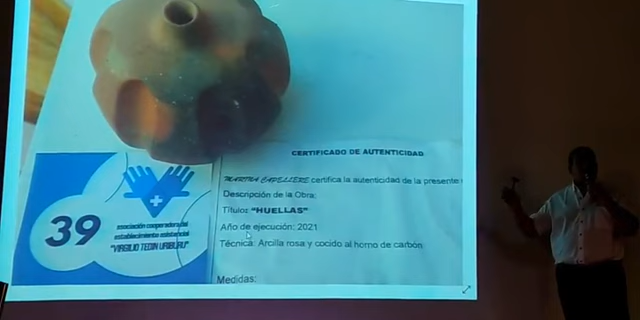 CERTIFICADO DE AUTENTICIDAD
MARINA CAPELLERE certifica la autenticidad de la presente
Descripción de la Obra:
Título: "HUELLAS"
Año de ejecución: 2021
Técnica: Arcilla rosa y cocido al horno de carbón
Medidas:
39
asociación cooperadora del
establecimiento asistencial
"VIRGILIO TEDIN URIBURU"